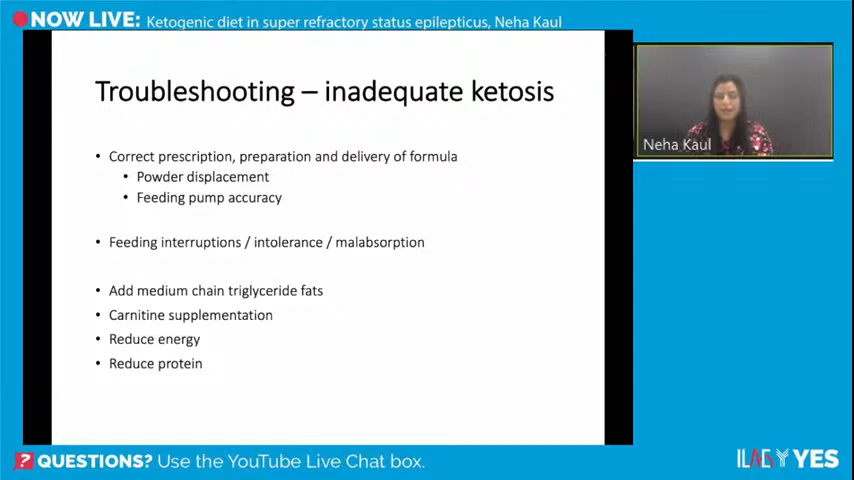 NOW LIVE: Ketogenic diet in super refractory status epilepticus, Neha Kaul
Troubleshooting – inadequate ketosis
• Correct prescription, preparation and delivery of formula
• Powder displacement
• Feeding pump accuracy
• Feeding interruptions / intolerance / malabsorption
• Add medium chain triglyceride fats
• Carnitine supplementation
• Reduce energy
• Reduce protein
Neha Kaul
? QUESTIONS? Use the YouTube Live Chat box.
ILAE YES